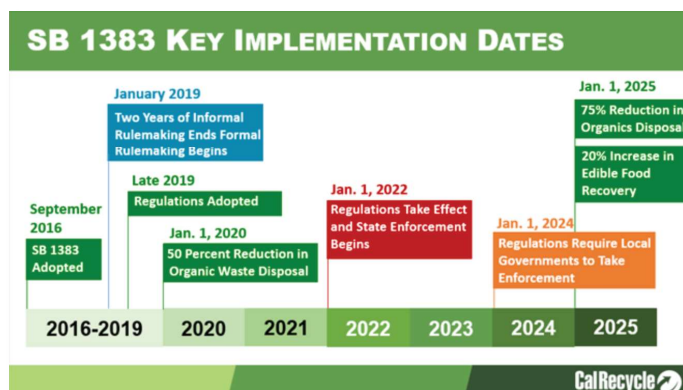 SB 1383 KEY IMPLEMENTATION DATES
January 2019
Two Years of Informal
Rulemaking Ends Formal
Rulemaking Begins
Jan. 1, 2025
75% Reduction in
Organics Disposal
20% Increase in
Edible Food
Recovery
Late 2019
Regulations Adopted
Jan. 1, 2022
Regulations Take Effect
and State Enforcement
Begins
September
2016
SB 1383
Adopted
Jan. 1, 2020
50 Percent Reduction in
Organic Waste Disposal
Jan. 1, 2024
Regulations Require Local
Governments to Take
Enforcement
2016-2019
2020
2021
2022
2023
2024
2025
CalRecycle